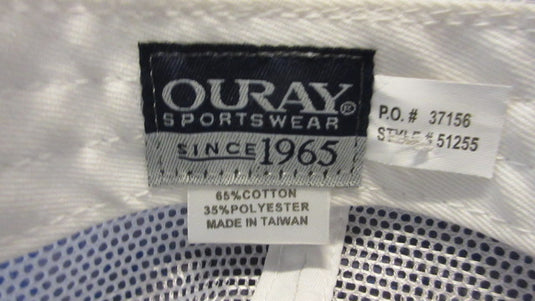 OURAY®
SPORTSWEAR
SINCE 1965
P.O. # 37156
STYLE # 51255
65%COTTON
35%POLYESTER
MADE IN TAIWAN